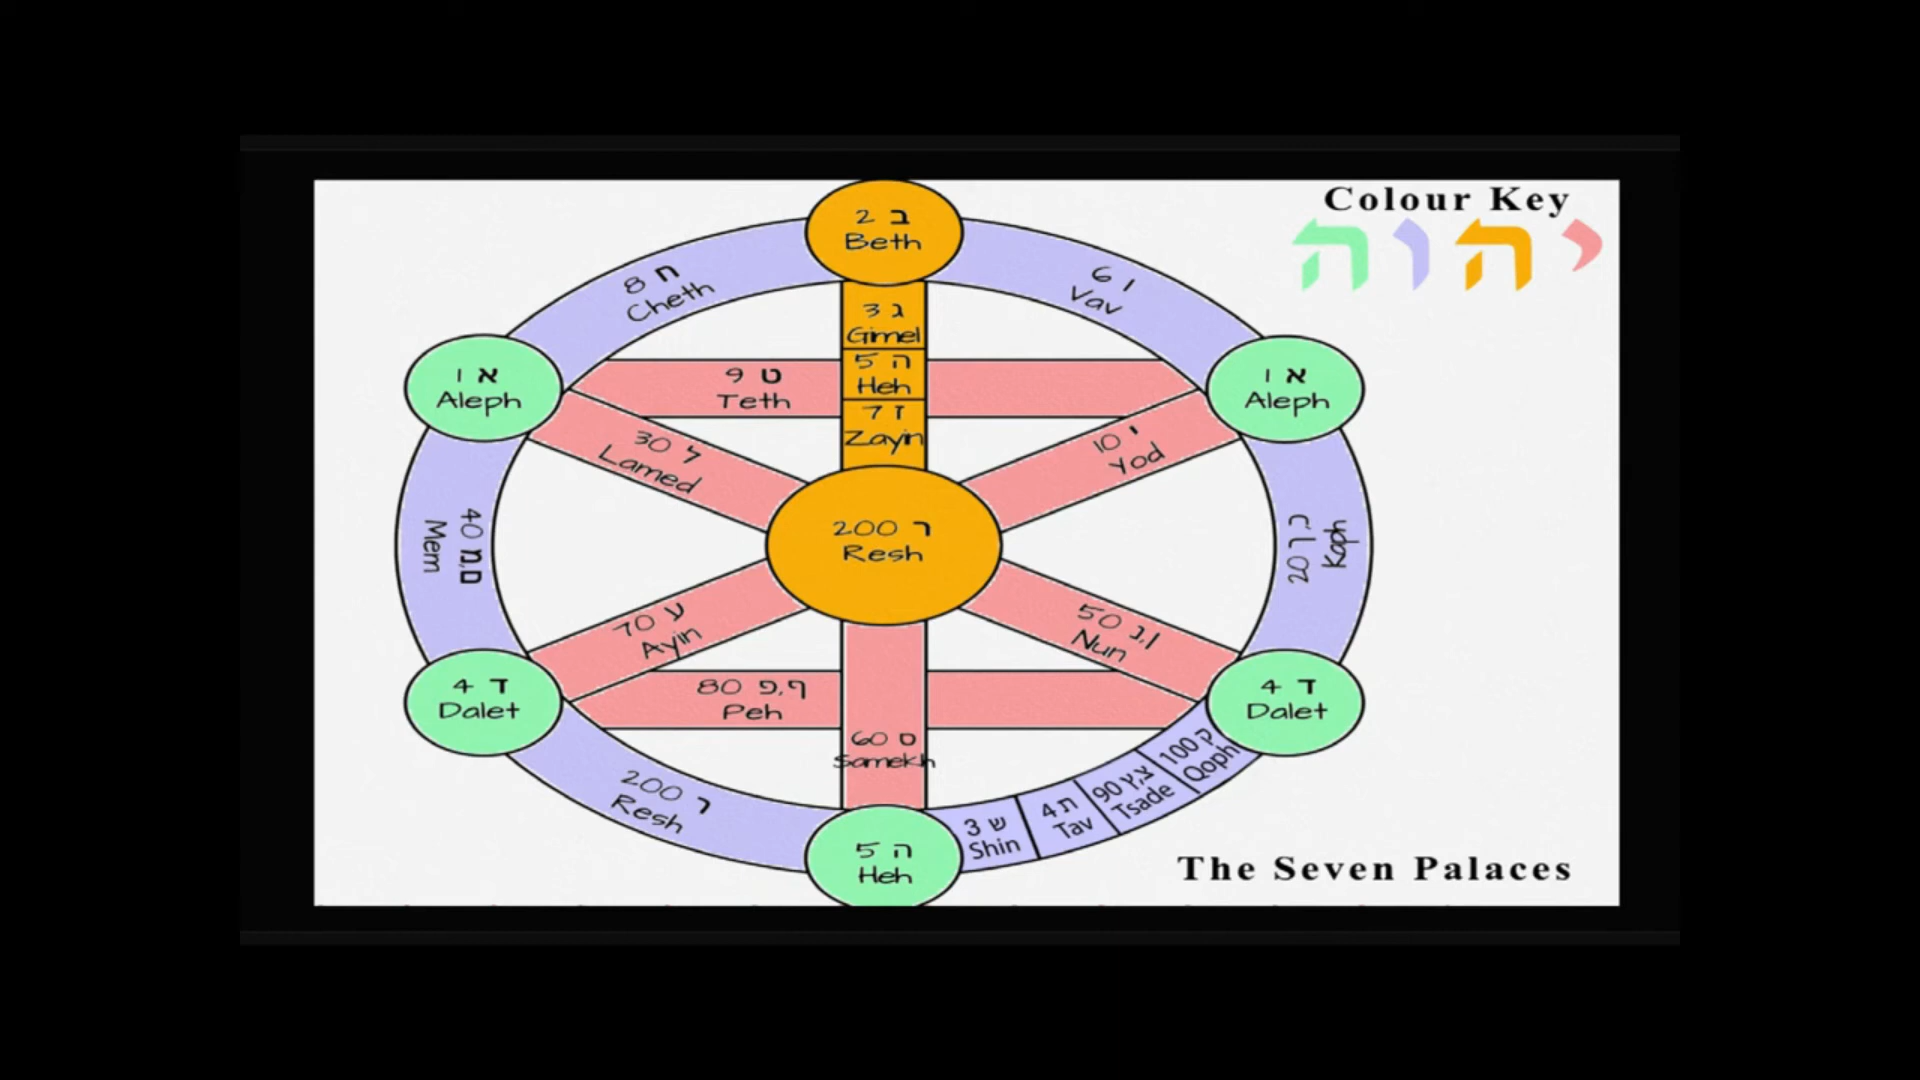 Colour Key
יהוה
2 ב
Beth
8 ח
Cheth
6 ו
Vav
3 ג
Gimel
5 ה
Heh
7 ז
Zayin
1 א
Aleph
9 ט
Teth
1 א
Aleph
30 ל
Lamed
10 י
Yod
200 ר
Resh
40 מ,ם
Mem
20 ך,כ
Kaph
70 ע
Ayin
50 נ,ן
Nun
4 ד
Dalet
80 פ,ף
Peh
4 ד
Dalet
60 ס
Samekh
100 ק
Qoph
90 צ,ץ
Tsade
4 ת
Tav
3 ש
Shin
200 ר
Resh
5 ה
Heh
The Seven Palaces